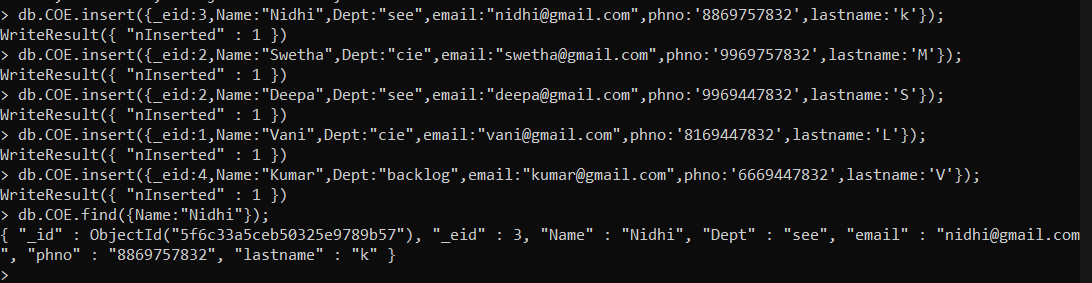 > db.COE.insert({_eid:3,Name:"Nidhi",Dept:"see",email:"nidhi@gmail.com",phno:'8869757832',lastname:'k'});
WriteResult({ "nInserted" : 1 })
> db.COE.insert({_eid:2,Name:"Swetha",Dept:"cie",email:"swetha@gmail.com",phno:'9969757832',lastname:'M'});
WriteResult({ "nInserted" : 1 })
> db.COE.insert({_eid:2,Name:"Deepa",Dept:"see",email:"deepa@gmail.com",phno:'9969447832',lastname:'S'});
WriteResult({ "nInserted" : 1 })
> db.COE.insert({_eid:1,Name:"Vani",Dept:"cie",email:"vani@gmail.com",phno:'8169447832',lastname:'L'});
WriteResult({ "nInserted" : 1 })
> db.COE.insert({_eid:4,Name:"Kumar",Dept:"backlog",email:"kumar@gmail.com",phno:'6669447832',lastname:'V'});
WriteResult({ "nInserted" : 1 })
> db.COE.find({Name:"Nidhi"});
{ "_id" : ObjectId("5f6c33a5ceb50325e9789b57"), "_eid" : 3, "Name" : "Nidhi", "Dept" : "see", "email" : "nidhi@gmail.com
", "phno" : "8869757832", "lastname" : "k" }
>